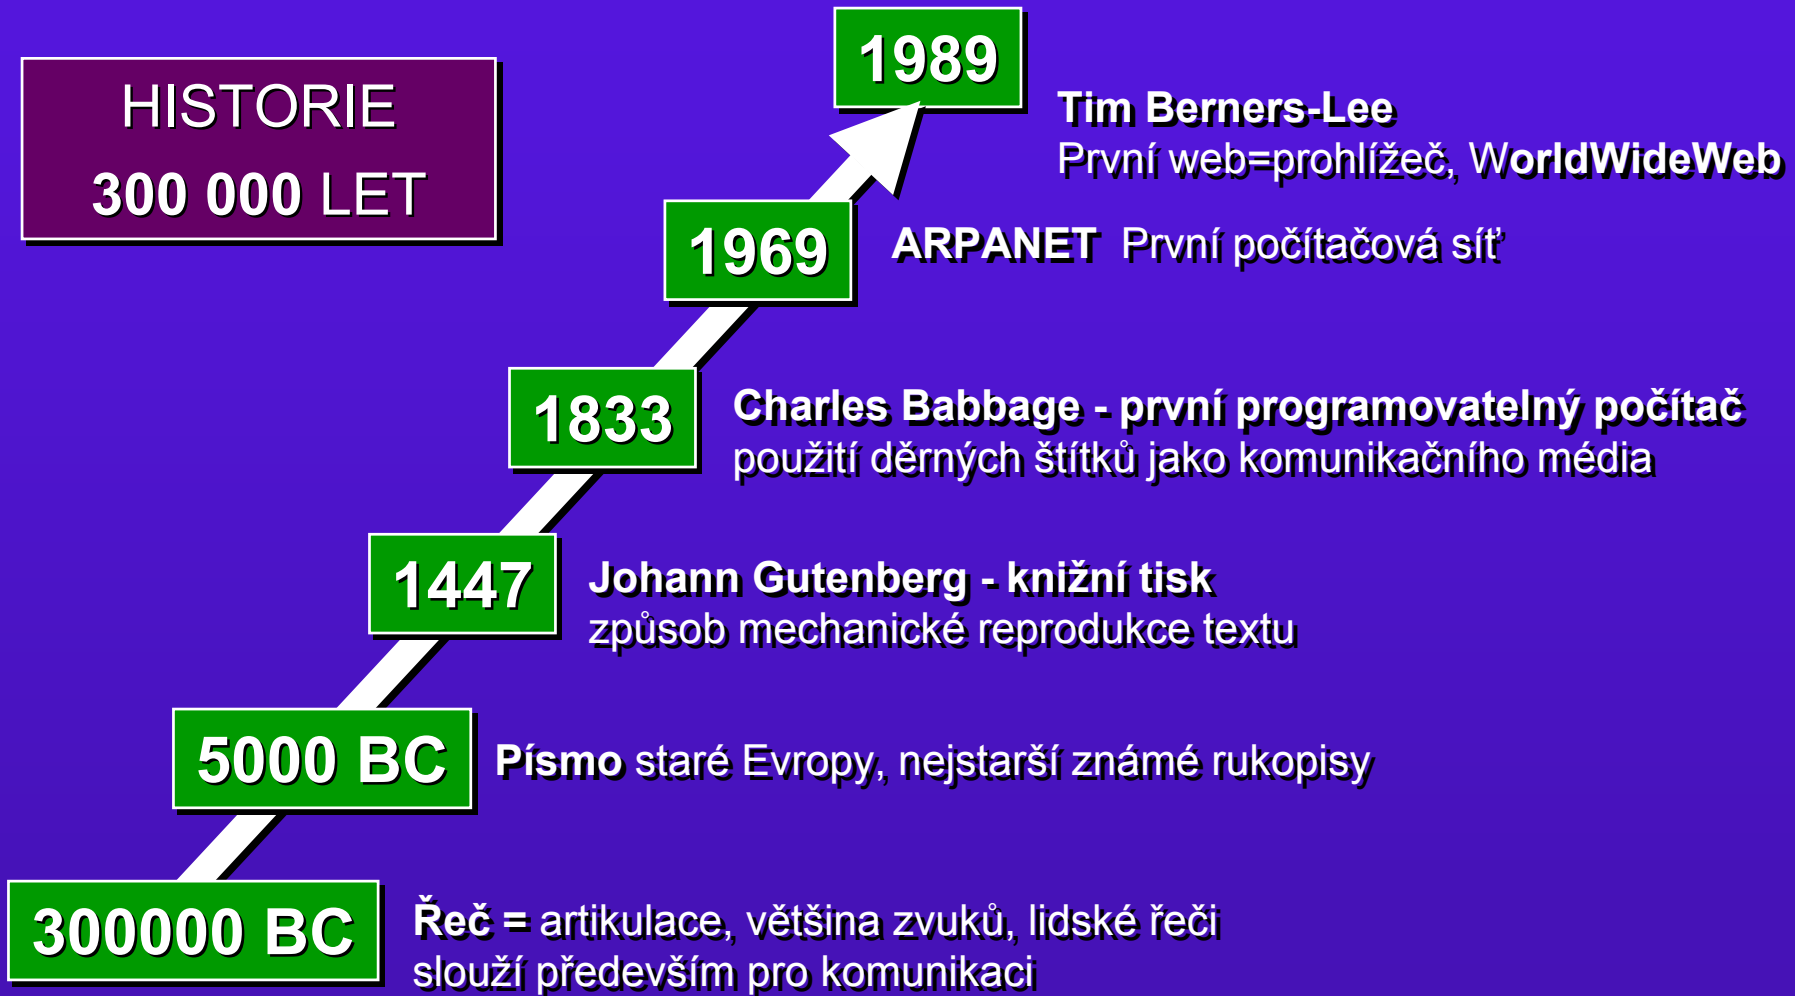 HISTORIE
300 000 LET
1989
Tim Berners-Lee
První web=prohlížeč, WorldWideWeb
1969
ARPANET První počítačová síť
1833
Charles Babbage - první programovatelný počítač
použití děrných štítků jako komunikačního média
1447
Johann Gutenberg - knižní tisk
způsob mechanické reprodukce textu
5000 BC
Písmo staré Evropy, nejstarší známé rukopisy
300000 BC
Řeč = artikulace, většina zvuků, lidské řeči
slouží především pro komunikaci